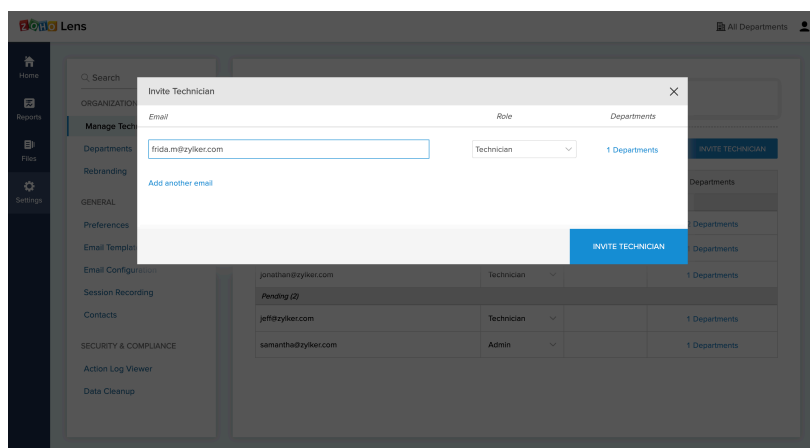 ZOHO Lens
All Departments
Home
Reports
Files
Settings
Search
ORGANIZATION
Manage Tech
Departments
Rebranding
GENERAL
Preferences
Email Templat
Email Configuration
Session Recording
Contacts
SECURITY & COMPLIANCE
Action Log Viewer
Data Cleanup
Invite Technician
Email Role Departments
frida.m@zylker.com Technician 1 Departments
Add another email
INVITE TECHNICIAN
INVITE TECHNICIAN
Departments
Departments
1 Departments
jonathan@zylker.com Technician 1 Departments
Pending (2)
jeff@zylker.com Technician 1 Departments
samantha@zylker.com Admin 1 Departments